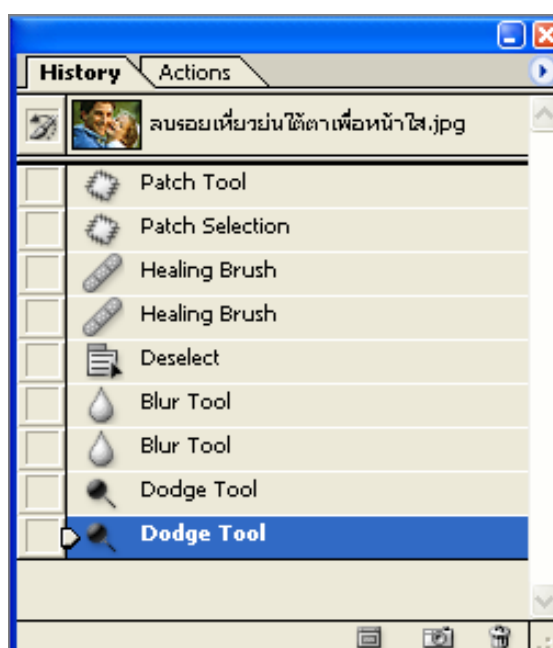 History Actions
ลบรอยเหี่ยวย่นใต้ตาเพื่อหน้าใส.jpg
Patch Tool
Patch Selection
Healing Brush
Healing Brush
Deselect
Blur Tool
Blur Tool
Dodge Tool
Dodge Tool